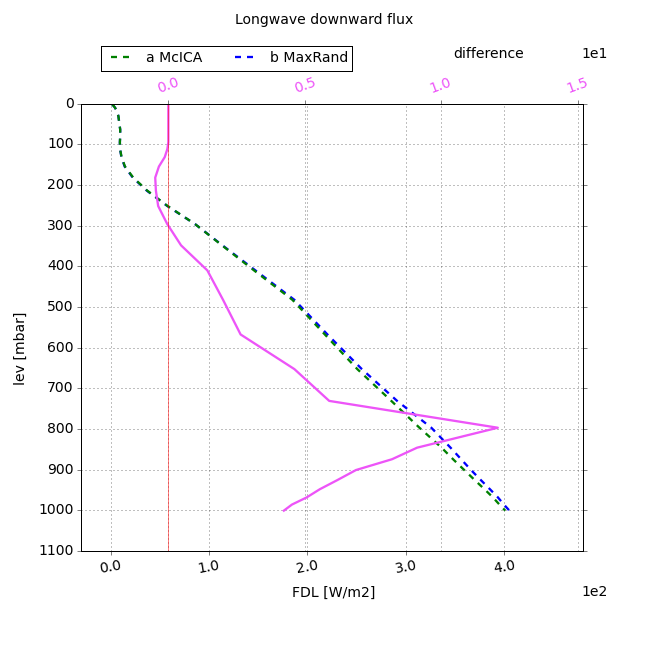 Longwave downward flux
a McICA b MaxRand difference 1e1
0.0 0.5 1.0 1.5
0
100
200
300
400
500
600
700
800
900
1000
1100
lev [mbar]
0.0 1.0 2.0 3.0 4.0
FDL [W/m2] 1e2